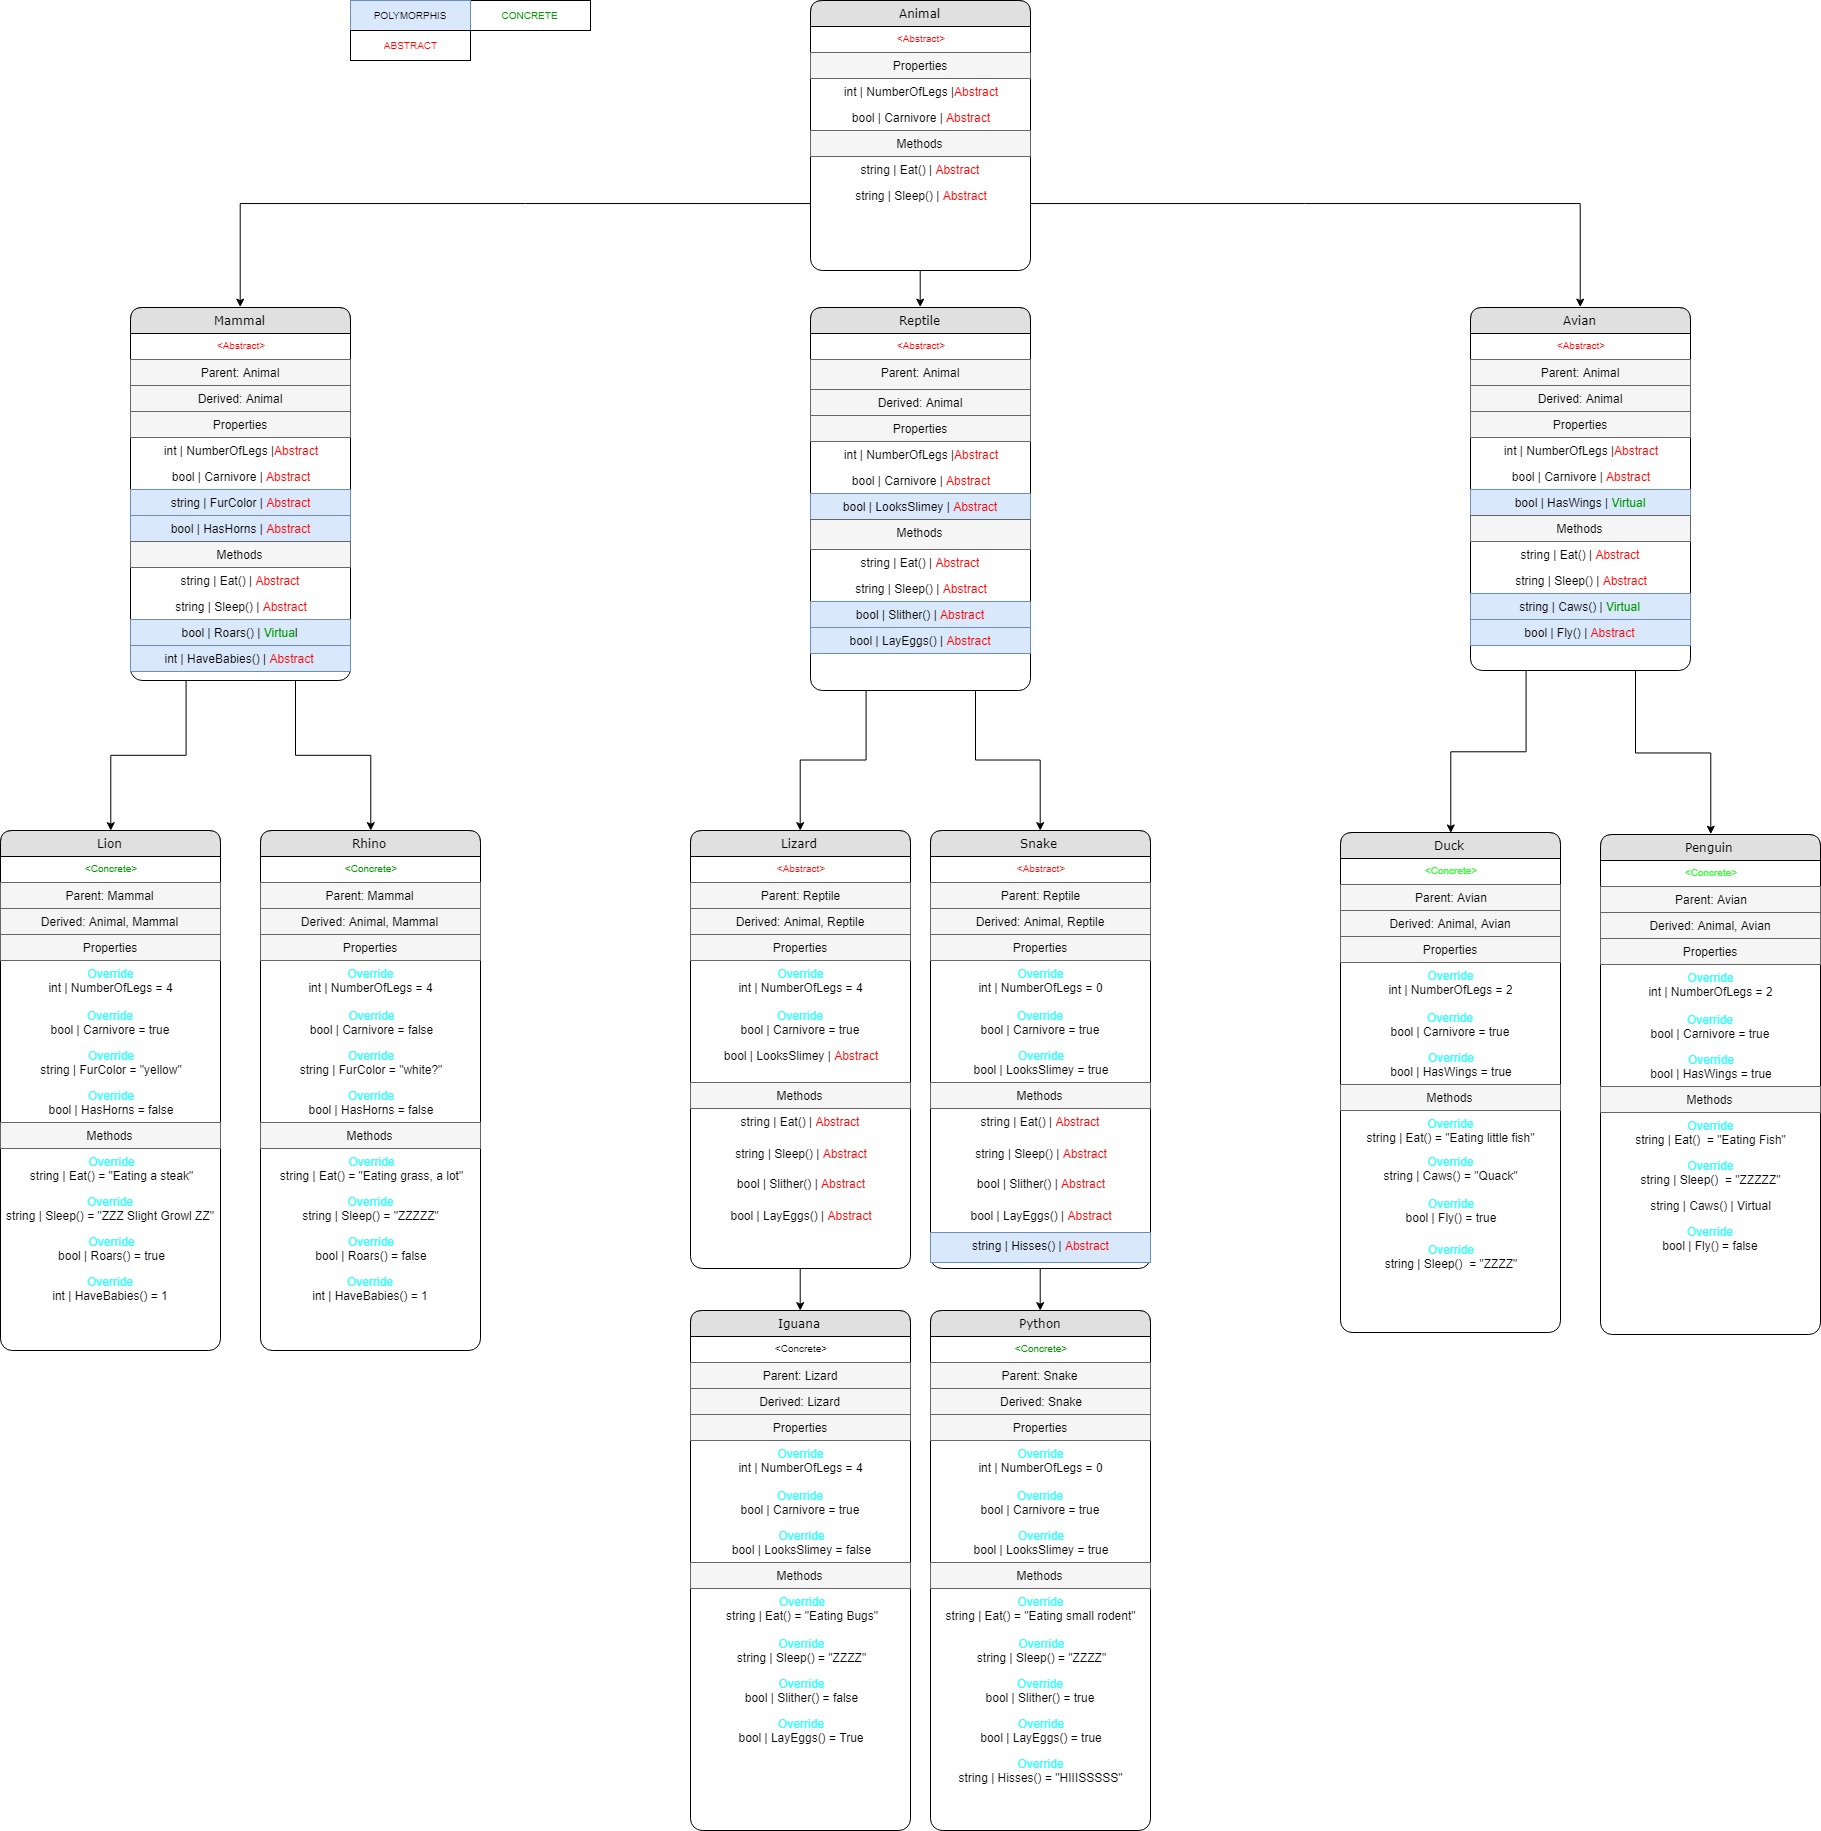 POLYMORPHIS
CONCRETE
ABSTRACT
Animal
<Abstract>
Properties
int | NumberOfLegs |Abstract
bool | Carnivore | Abstract
Methods
string | Eat() | Abstract
string | Sleep() | Abstract
Mammal
<Abstract>
Parent: Animal
Derived: Animal
Properties
int | NumberOfLegs |Abstract
bool | Carnivore | Abstract
string | FurColor | Abstract
bool | HasHorns | Abstract
Methods
string | Eat() | Abstract
string | Sleep() | Abstract
bool | Roars() | Virtual
int | HaveBabies() | Abstract
Reptile
<Abstract>
Parent: Animal
Derived: Animal
Properties
int | NumberOfLegs |Abstract
bool | Carnivore | Abstract
bool | LooksSlimey | Abstract
Methods
string | Eat() | Abstract
string | Sleep() | Abstract
bool | Slither() | Abstract
bool | LayEggs() | Abstract
Avian
<Abstract>
Parent: Animal
Derived: Animal
Properties
int | NumberOfLegs |Abstract
bool | Carnivore | Abstract
bool | HasWings | Virtual
Methods
string | Eat() | Abstract
string | Sleep() | Abstract
string | Caws() | Virtual
bool | Fly() | Abstract
Lion
<Concrete>
Parent: Mammal
Derived: Animal, Mammal
Properties
Override
int | NumberOfLegs = 4
Override
bool | Carnivore = true
Override
string | FurColor = "yellow"
Override
bool | HasHorns = false
Methods
Override
string | Eat() = "Eating a steak"
Override
string | Sleep() = "ZZZ Slight Growl ZZ"
Override
bool | Roars() = true
Override
int | HaveBabies() = 1
Rhino
<Concrete>
Parent: Mammal
Derived: Animal, Mammal
Properties
Override
int | NumberOfLegs = 4
Override
bool | Carnivore = false
Override
string | FurColor = "white?"
Override
bool | HasHorns = false
Methods
Override
string | Eat() = "Eating grass, a lot"
Override
string | Sleep() = "ZZZZZ"
Override
bool | Roars() = false
Override
int | HaveBabies() = 1
Lizard
<Abstract>
Parent: Reptile
Derived: Animal, Reptile
Properties
Override
int | NumberOfLegs = 4
Override
bool | Carnivore = true
bool | LooksSlimey | Abstract
Methods
string | Eat() | Abstract
string | Sleep() | Abstract
bool | Slither() | Abstract
bool | LayEggs() | Abstract
Snake
<Abstract>
Parent: Reptile
Derived: Animal, Reptile
Properties
Override
int | NumberOfLegs = 0
Override
bool | Carnivore = true
Override
bool | LooksSlimey = true
Methods
string | Eat() | Abstract
string | Sleep() | Abstract
bool | Slither() | Abstract
bool | LayEggs() | Abstract
string | Hisses() | Abstract
Duck
<Concrete>
Parent: Avian
Derived: Animal, Avian
Properties
Override
int | NumberOfLegs = 2
Override
bool | Carnivore = true
Override
bool | HasWings = true
Methods
Override
string | Eat() = "Eating little fish"
Override
string | Caws() = "Quack"
Override
bool | Fly() = true
Override
string | Sleep() = "ZZZZ"
Penguin
<Concrete>
Parent: Avian
Derived: Animal, Avian
Properties
Override
int | NumberOfLegs = 2
Override
bool | Carnivore = true
Override
bool | HasWings = true
Methods
Override
string | Eat() = "Eating Fish"
Override
string | Sleep() = "ZZZZZ"
string | Caws() | Virtual
Override
bool | Fly() = false
Iguana
<Concrete>
Parent: Lizard
Derived: Lizard
Properties
Override
int | NumberOfLegs = 4
Override
bool | Carnivore = true
Override
bool | LooksSlimey = false
Methods
Override
string | Eat() = "Eating Bugs"
Override
string | Sleep() = "ZZZZ"
Override
bool | Slither() = false
Override
bool | LayEggs() = True
Python
<Concrete>
Parent: Snake
Derived: Snake
Properties
Override
int | NumberOfLegs = 0
Override
bool | Carnivore = true
Override
bool | LooksSlimey = true
Methods
Override
string | Eat() = "Eating small rodent"
Override
string | Sleep() = "ZZZZ"
Override
bool | Slither() = true
Override
bool | LayEggs() = true
Override
string | Hisses() = "HIIISSSSS"